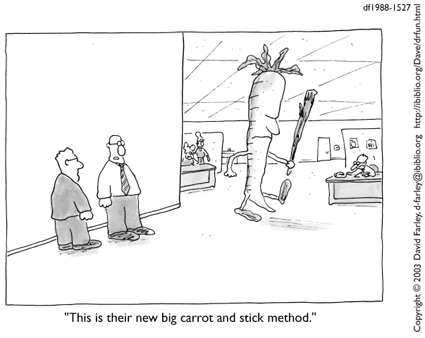 df1988-1527
"This is their new big carrot and stick method."
Copyright © 2003 David Farley, d-farley@ibiblio.org   http://ibiblio.org/Dave/drfun.html